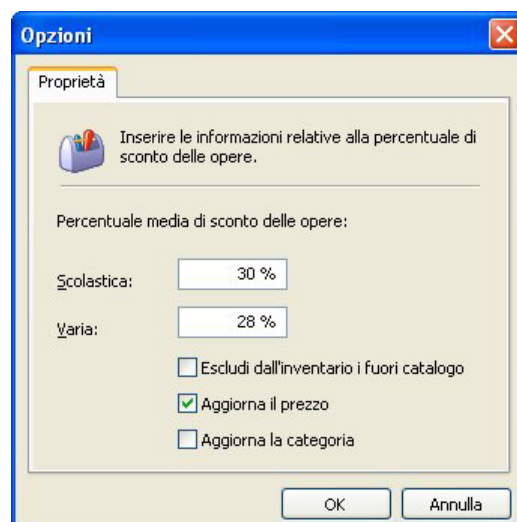 Opzioni
Proprietà
Inserire le informazioni relative alla percentuale di
sconto delle opere.
Percentuale media di sconto delle opere:
Scolastica: 30 %
Varia: 28 %
Escludi dall'inventario i fuori catalogo
Aggiorna il prezzo
Aggiorna la categoria
OK Annulla